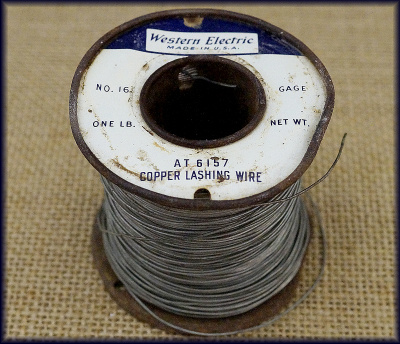 Western Electric
MADE IN U.S.A.
NO. 16 GAGE
ONE LB. NET WT.
AT 6157
COPPER LASHING WIRE